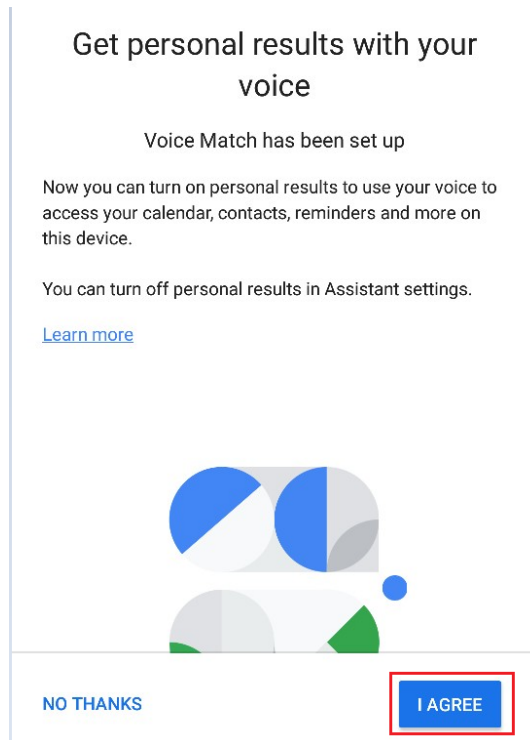 Get personal results with your
voice
Voice Match has been set up
Now you can turn on personal results to use your voice to
access your calendar, contacts, reminders and more on
this device.
You can turn off personal results in Assistant settings.
Learn more
NO THANKS
I AGREE